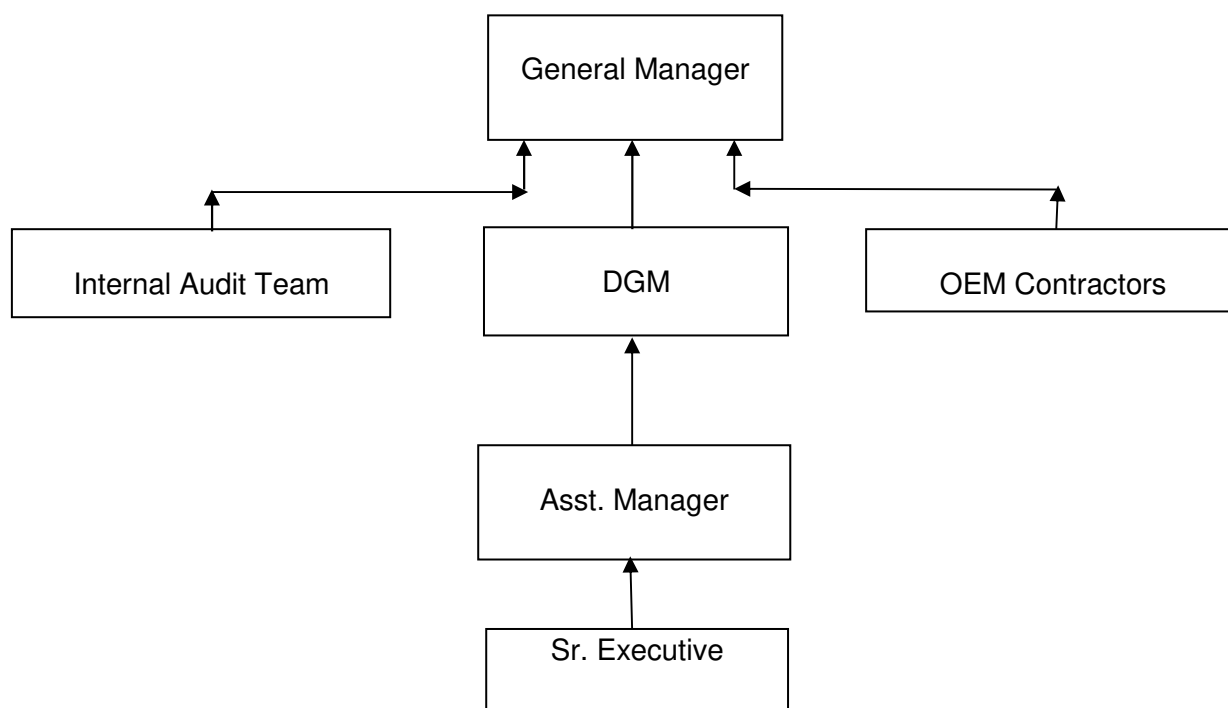 General Manager
Internal Audit Team
DGM
OEM Contractors
Asst. Manager
Sr. Executive